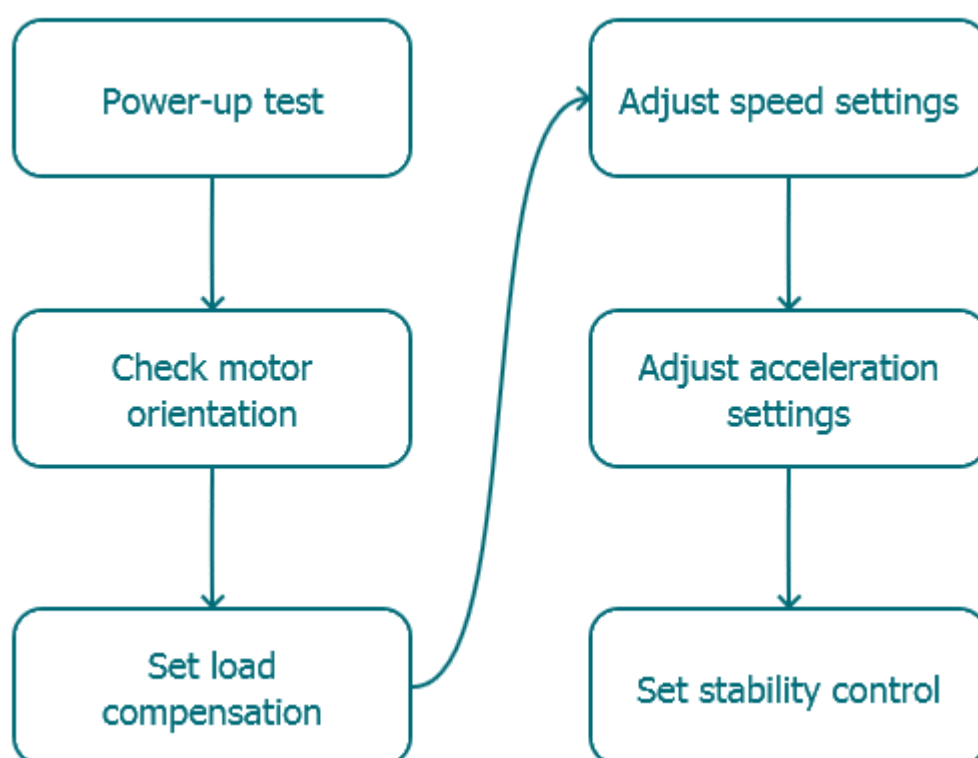 Power-up test
Check motor
orientation
Set load
compensation
Adjust speed settings
Adjust acceleration
settings
Set stability control